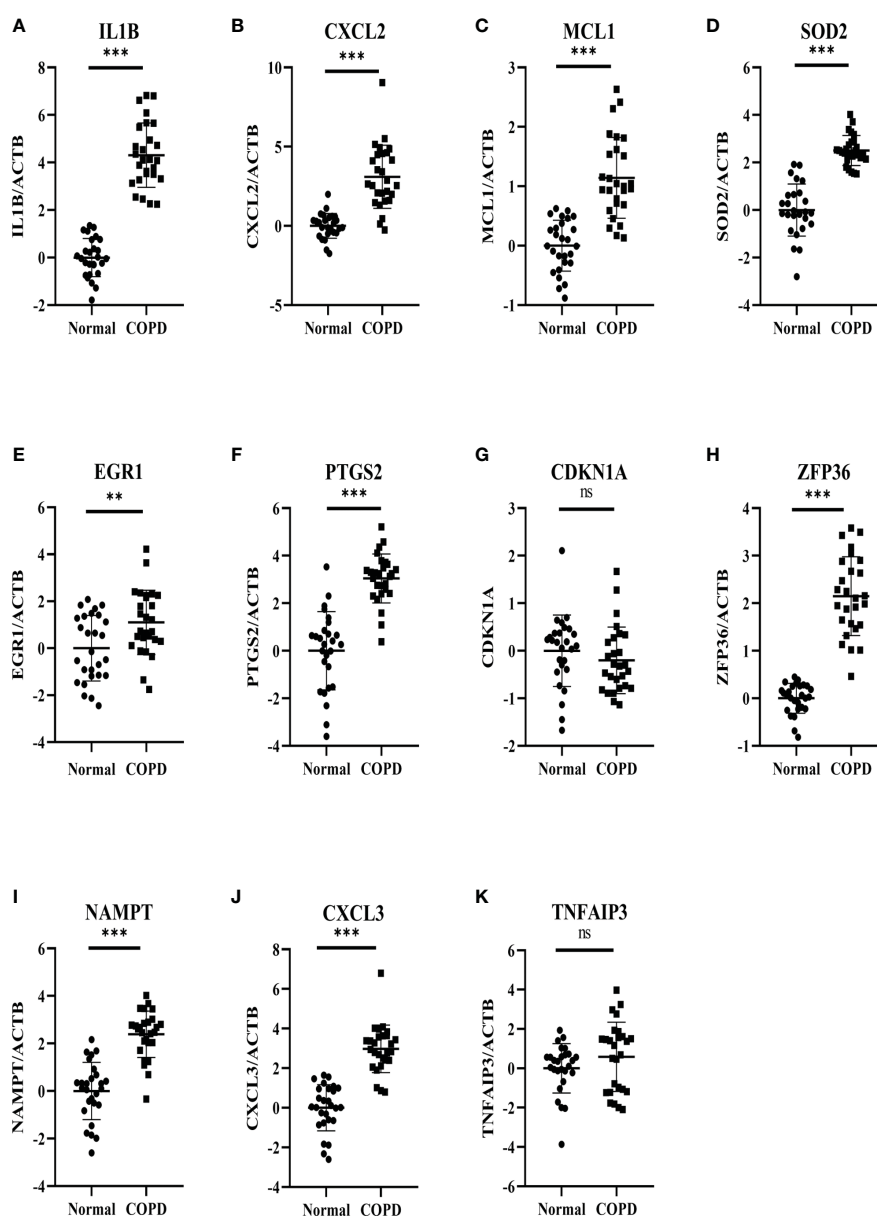 A
IL1B
***
IL1B/ACTB
8
6
4
2
0
-2
Normal COPD
B
CXCL2
***
CXCL2/ACTB
10
5
0
-5
Normal COPD
C
MCL1
***
MCL1/ACTB
3
2
1
0
-1
Normal COPD
D
SOD2
***
SOD2/ACTB
6
4
2
0
-2
-4
Normal COPD
E
EGR1
**
EGR1/ACTB
6
4
2
0
-2
-4
Normal COPD
F
PTGS2
***
PTGS2/ACTB
6
4
2
0
-2
-4
Normal COPD
G
CDKN1A
ns
CDKN1A
3
2
1
0
-1
-2
Normal COPD
H
ZFP36
***
ZFP36/ACTB
4
3
2
1
0
-1
Normal COPD
I
NAMPT
***
NAMPT/ACTB
6
4
2
0
-2
-4
Normal COPD
J
CXCL3
***
CXCL3/ACTB
8
6
4
2
0
-2
-4
Normal COPD
K
TNFAIP3
ns
TNFAIP3/ACTB
6
4
2
0
-2
-4
-6
Normal COPD